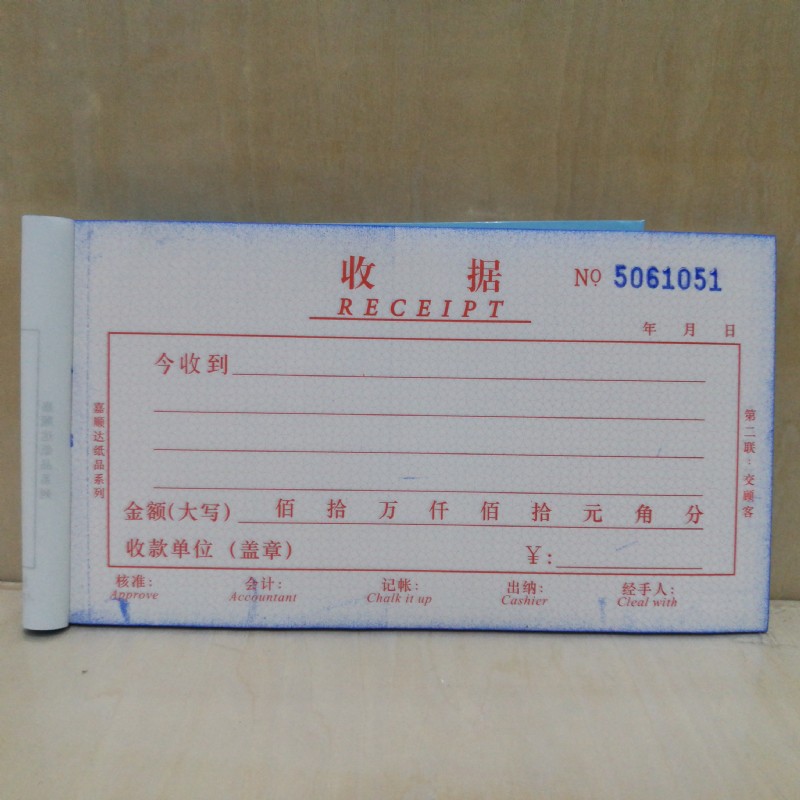 收 据
RECEIPT
NO 5061051
年 月 日
今收到
金额(大写) 佰 拾 万 仟 佰 拾 元 角 分
收款单位（盖章） ¥:
核准: 会计: 记帐: 出纳: 经手人:
Approve Accountant Chalk it up Cashier Cleal with
嘉曦达纸品系列
第二联:交顾客